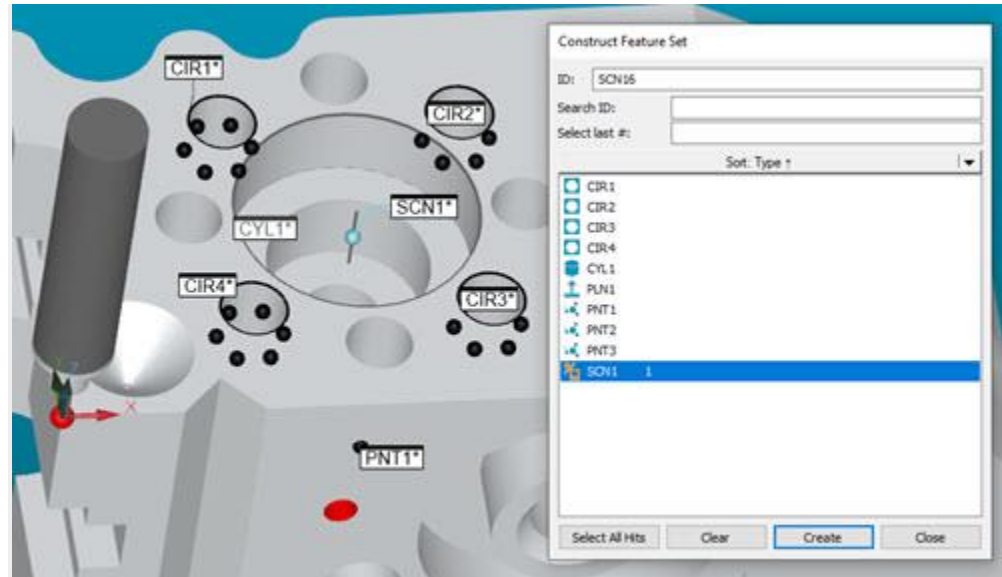 CIR1*
CIR2*
SCN1*
CYL1*
CIR4*
CIR3*
PNT1*
Y
Z
X
Construct Feature Set
ID: SCN16
Search ID:
Select last #:
Sort: Type ↑
CIR1
CIR2
CIR3
CIR4
CYL1
PLN1
PNT1
PNT2
PNT3
SCN1 1
Select All Hits Clear Create Close